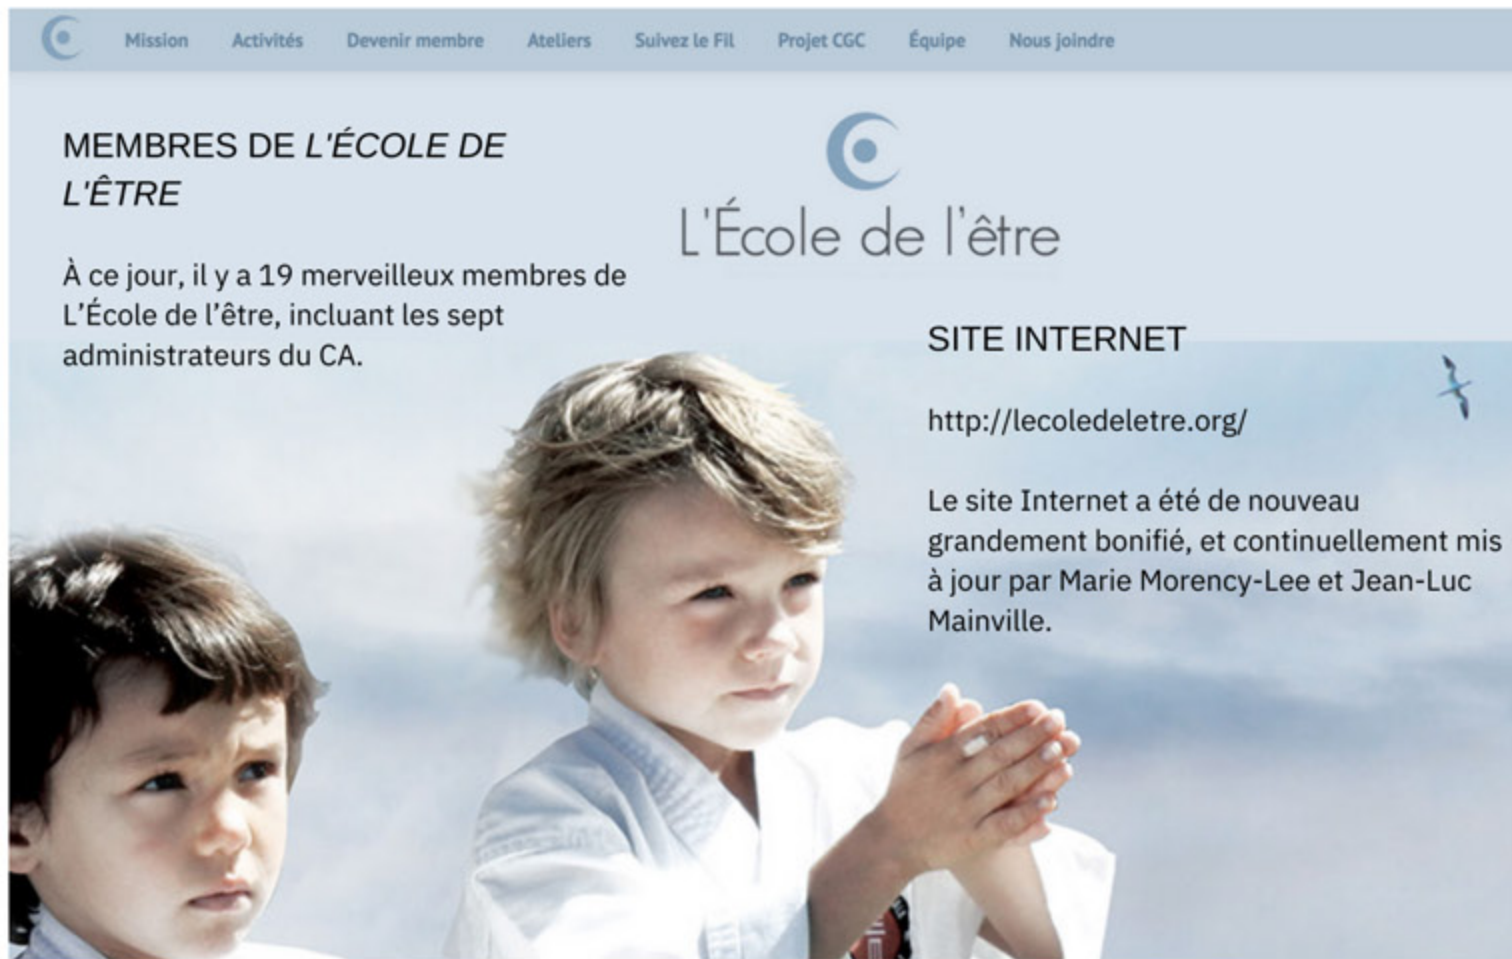 Mission Activités Devenir membre Ateliers Suivez le Fil Projet CGC Équipe Nous joindre
MEMBRES DE L'ÉCOLE DE
L'ÊTRE
À ce jour, il y a 19 merveilleux membres de
L’École de l’être, incluant les sept
administrateurs du CA.
L'École de l'être
SITE INTERNET
http://lecoledeletre.org/
Le site Internet a été de nouveau
grandement bonifié, et continuellement mis
à jour par Marie Morency-Lee et Jean-Luc
Mainville.